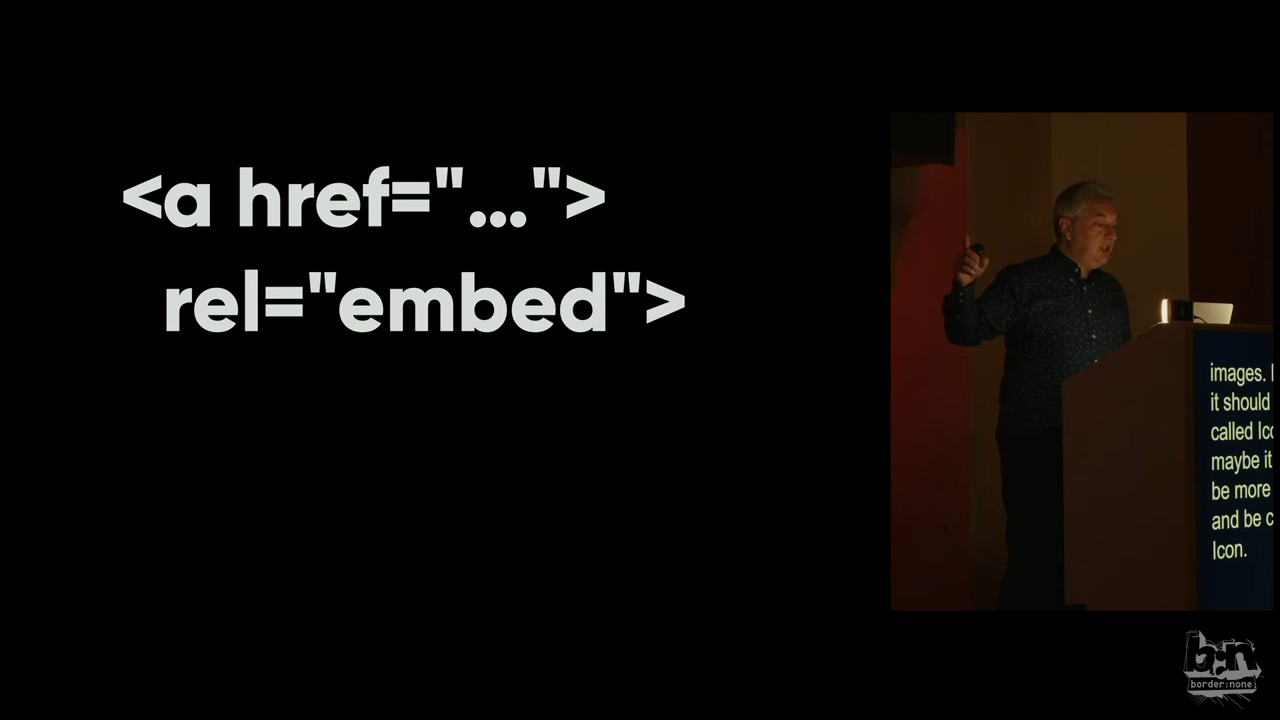 <a href="...">
rel="embed">
images.
it should
called
maybe it
be more
and be
Icon.
b:n
border:none